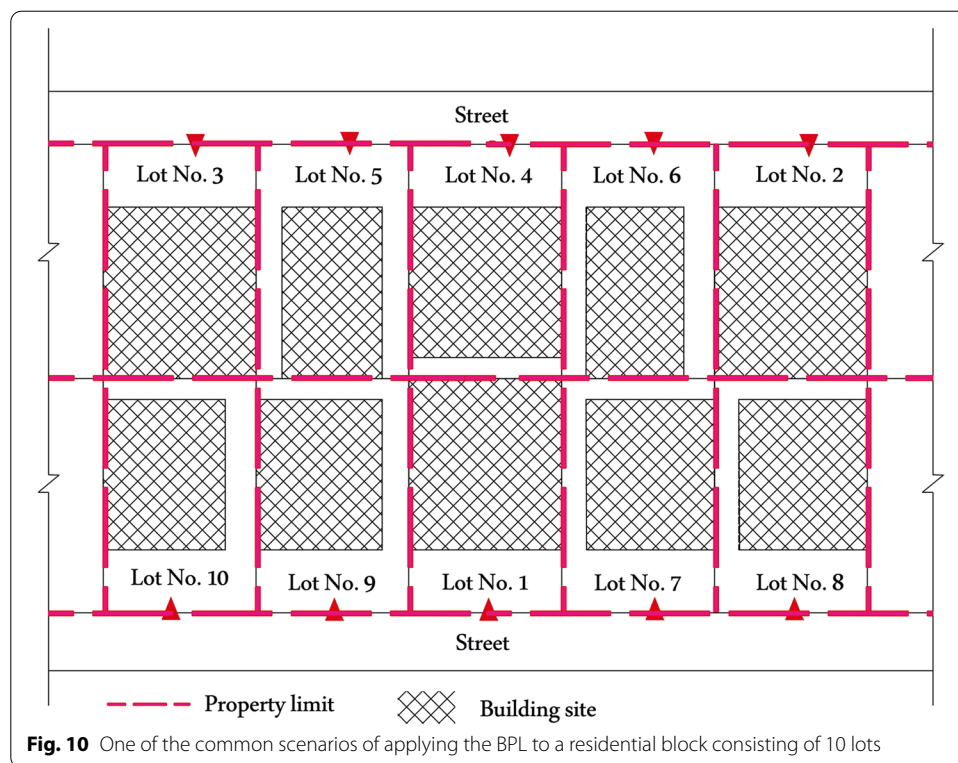 Street
Lot No. 3 Lot No. 5 Lot No. 4 Lot No. 6 Lot No. 2
Lot No. 10 Lot No. 9 Lot No. 1 Lot No. 7 Lot No. 8
Street
Property limit Building site
Fig. 10 One of the common scenarios of applying the BPL to a residential block consisting of 10 lots